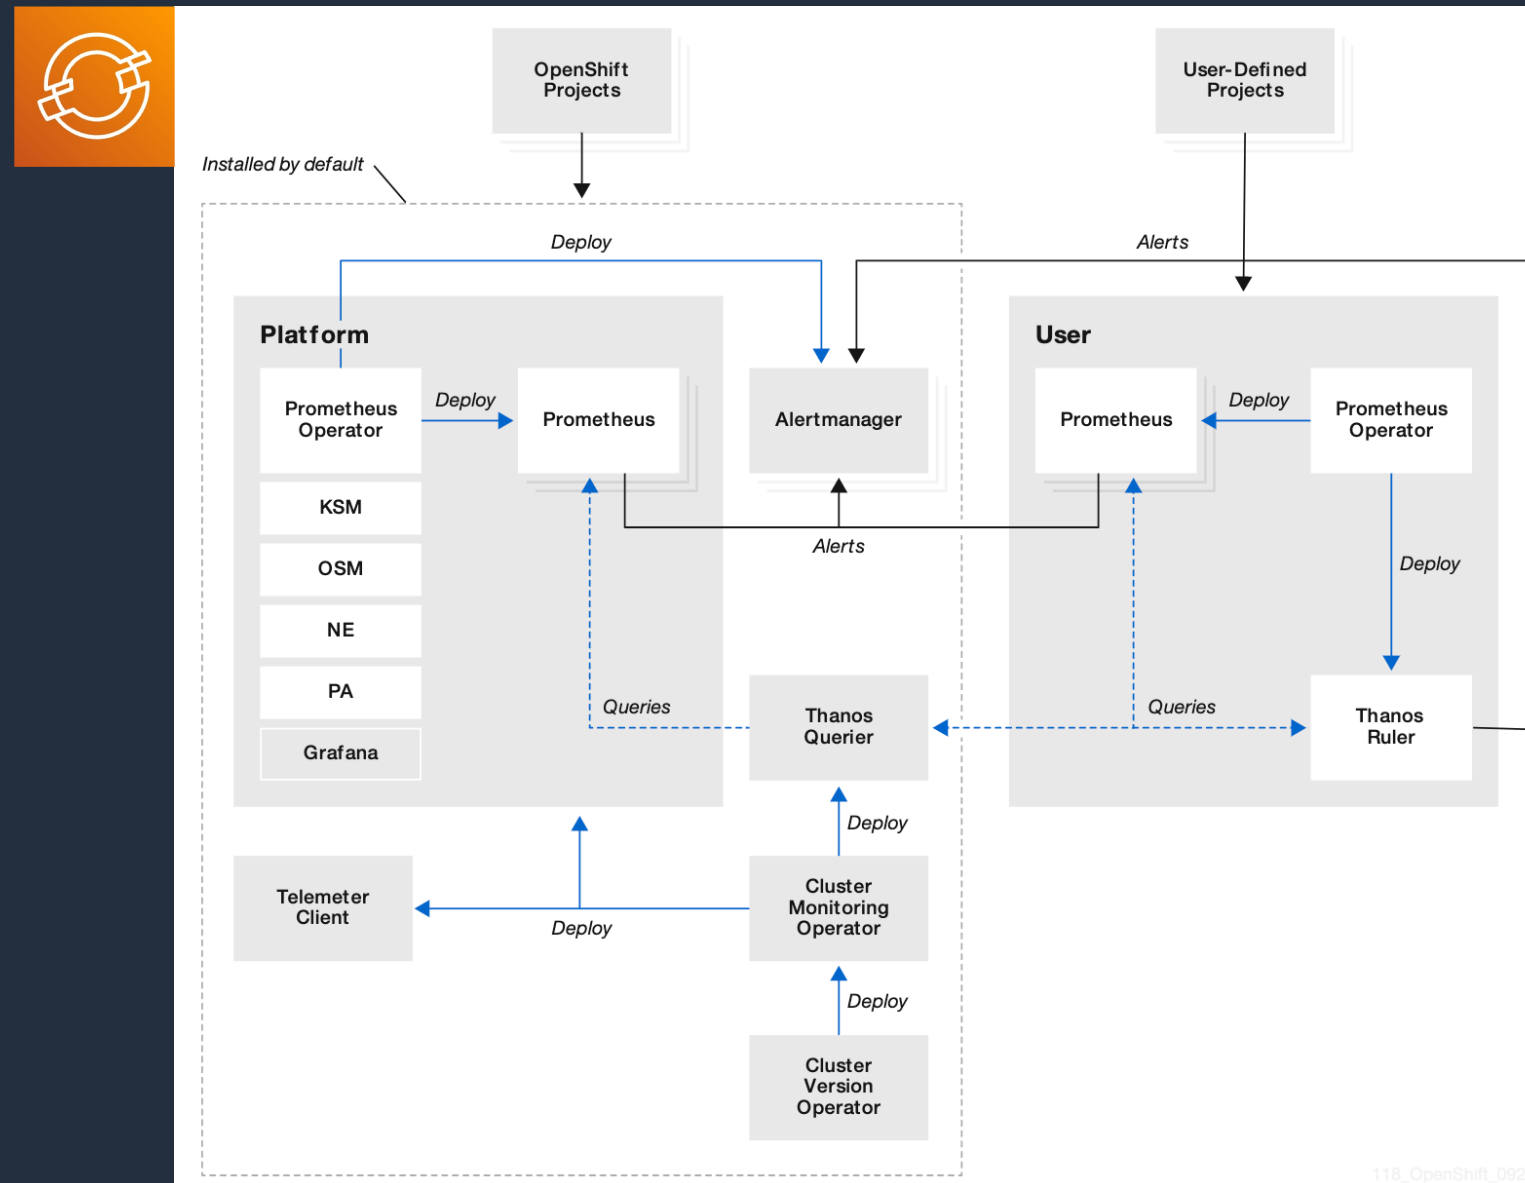 OpenShift
Projects
User-Defined
Projects
Installed by default
Deploy
Alerts
Platform
User
Prometheus
Operator
Deploy
Prometheus
Alertmanager
Prometheus
Deploy
Prometheus
Operator
KSM
Alerts
OSM
Deploy
NE
PA
Queries
Thanos
Querier
Queries
Thanos
Ruler
Grafana
Deploy
Telemeter
Client
Deploy
Cluster
Monitoring
Operator
Deploy
Cluster
Version
Operator
118_OpenShift_092